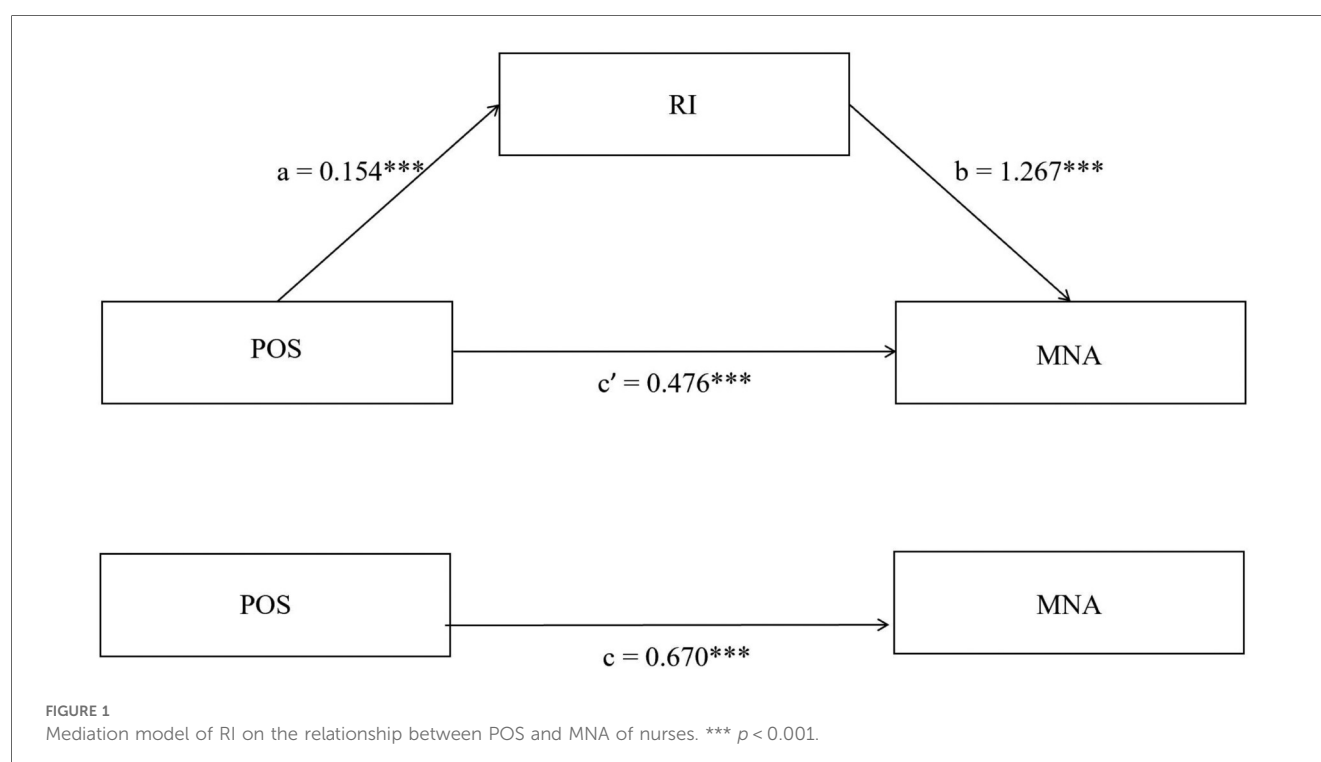 RI
a = 0.154***
b = 1.267***
POS
MNA
c′ = 0.476***
POS
MNA
c = 0.670***
FIGURE 1
Mediation model of RI on the relationship between POS and MNA of nurses. *** p < 0.001.